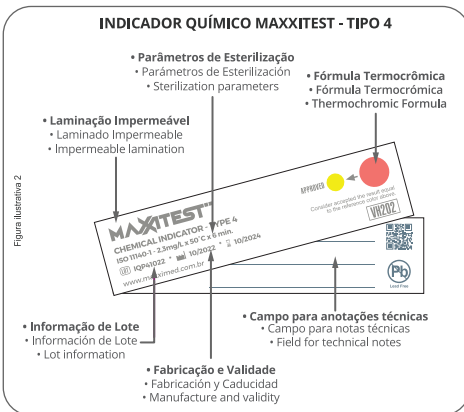 INDICADOR QUÍMICO MAXXITEST - TIPO 4
• Parâmetros de Esterilização
• Parámetros de Esterilización
• Sterilization parameters
• Fórmula Termocrômica
• Fórmula Termocrómica
• Thermochromic Formula
• Laminação Impermeável
• Laminado Impermeable
• Impermeable lamination
Figura ilustrativa 2
MAXXITEST
CHEMICAL INDICATOR - TYPE 4
ISO 11140-1 - 2,3mg/L x 50°C x 6 min.
IQP41022 • 10/2022 • 10/2024
www.maxximed.com.br
APPROVED
Consider accepted the result equal
to the reference color above.
VH202
Pb
Lead Free
• Informação de Lote
• Información de Lote
• Lot information
• Campo para anotações técnicas
• Campo para notas técnicas
• Field for technical notes
• Fabricação e Validade
• Fabricación y Caducidad
• Manufacture and validity